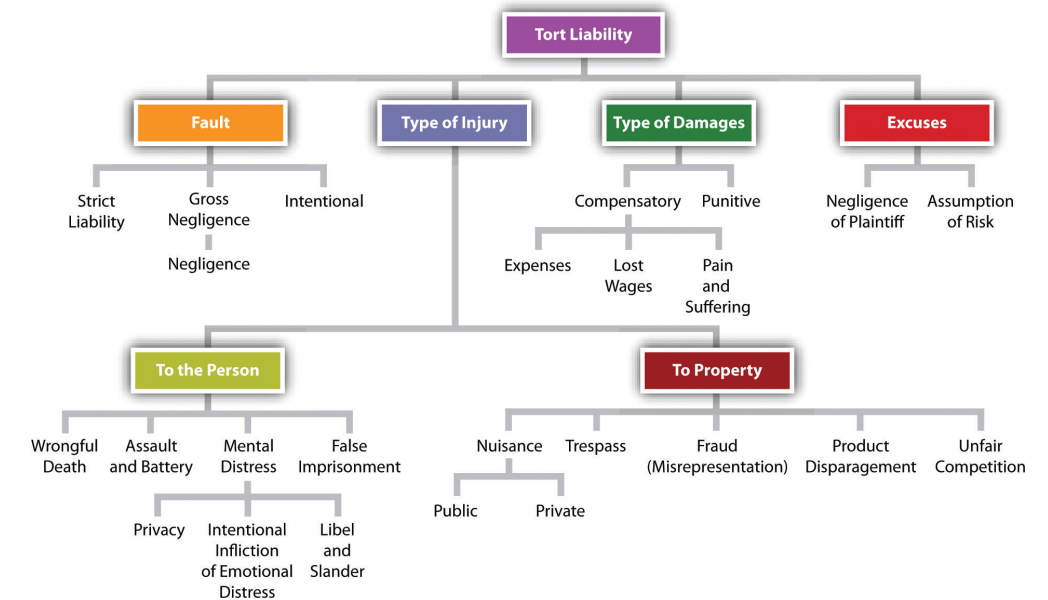 Tort Liability
Fault
Type of Injury
Type of Damages
Excuses
Strict
Liability
Gross
Negligence
Negligence
Intentional
Compensatory
Punitive
Expenses
Lost
Wages
Pain
and
Suffering
Negligence
of Plaintiff
Assumption
of Risk
To the Person
To Property
Wrongful
Death
Assault
and Battery
Mental
Distress
False
Imprisonment
Privacy
Intentional
Infliction
of Emotional
Distress
Libel
and
Slander
Nuisance
Trespass
Fraud
(Misrepresentation)
Product
Disparagement
Unfair
Competition
Public
Private